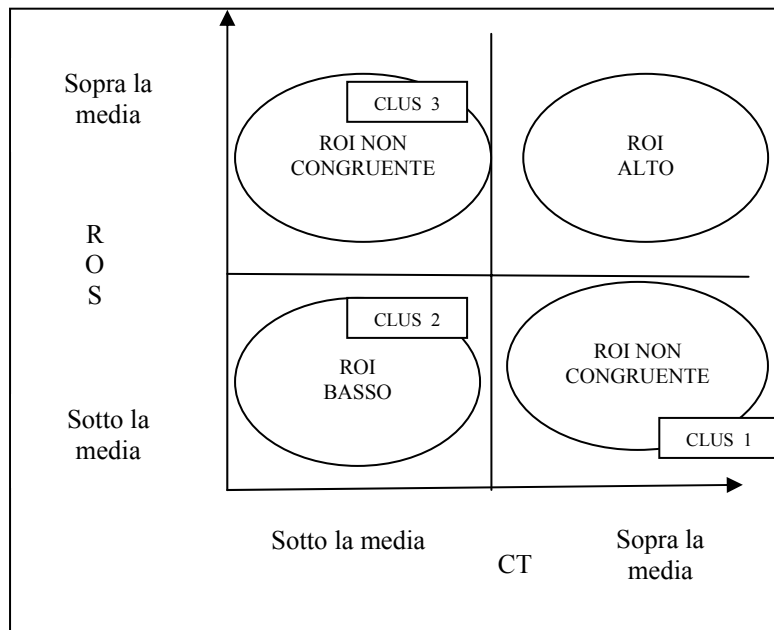 Sopra la
media
CLUS 3
ROI NON
CONGRUENTE
ROI
ALTO
R
O
S
CLUS 2
ROI
BASSO
ROI NON
CONGRUENTE
Sotto la
media
CLUS 1
Sotto la media
CT
Sopra la
media